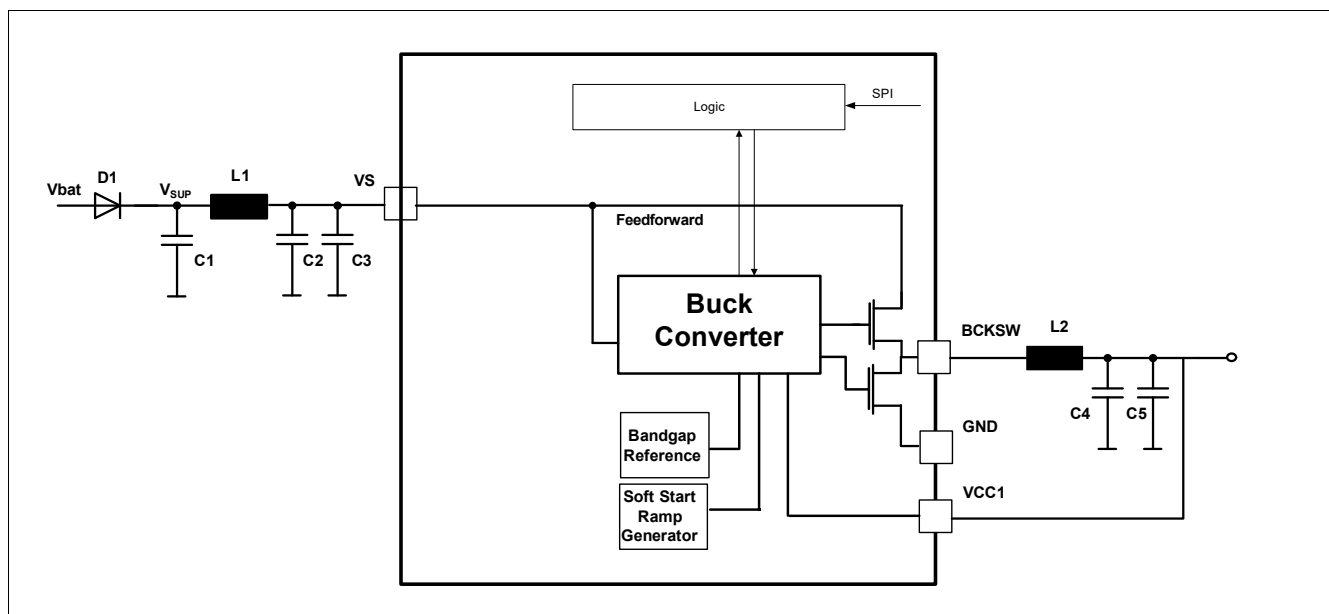 Logic
SPI
Vbat
D1
VSUP
L1
VS
C1
C2
C3
Feedforward
Buck
Converter
BCKSW
L2
C4
C5
GND
Bandgap
Reference
VCC1
Soft Start
Ramp
Generator